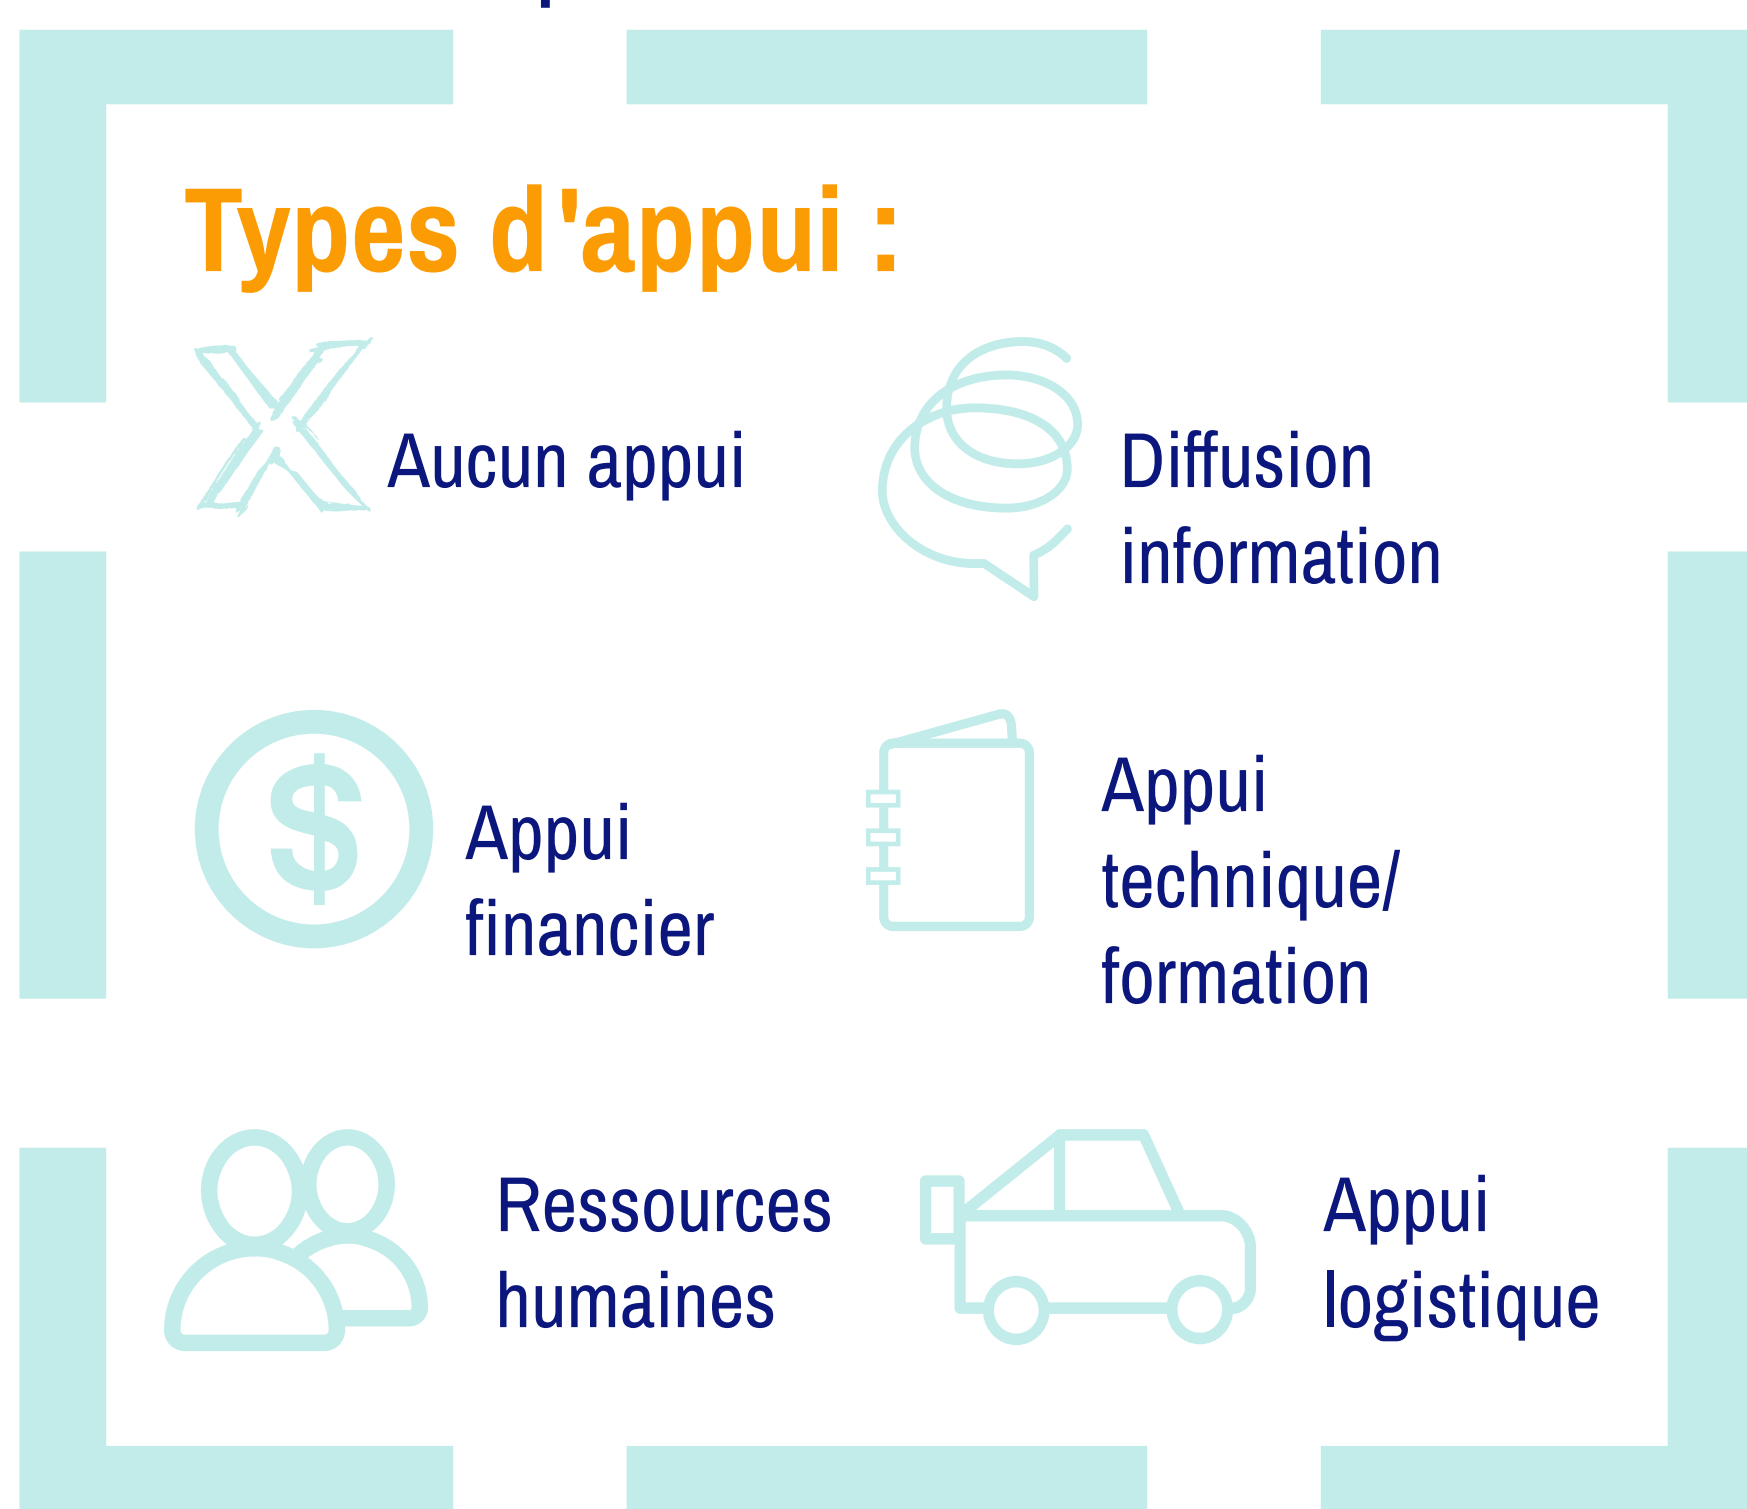 Types d'appui :
Aucun appui
Diffusion
information
$
Appui
financier
Appui
technique/
formation
Ressources
humaines
Appui
logistique